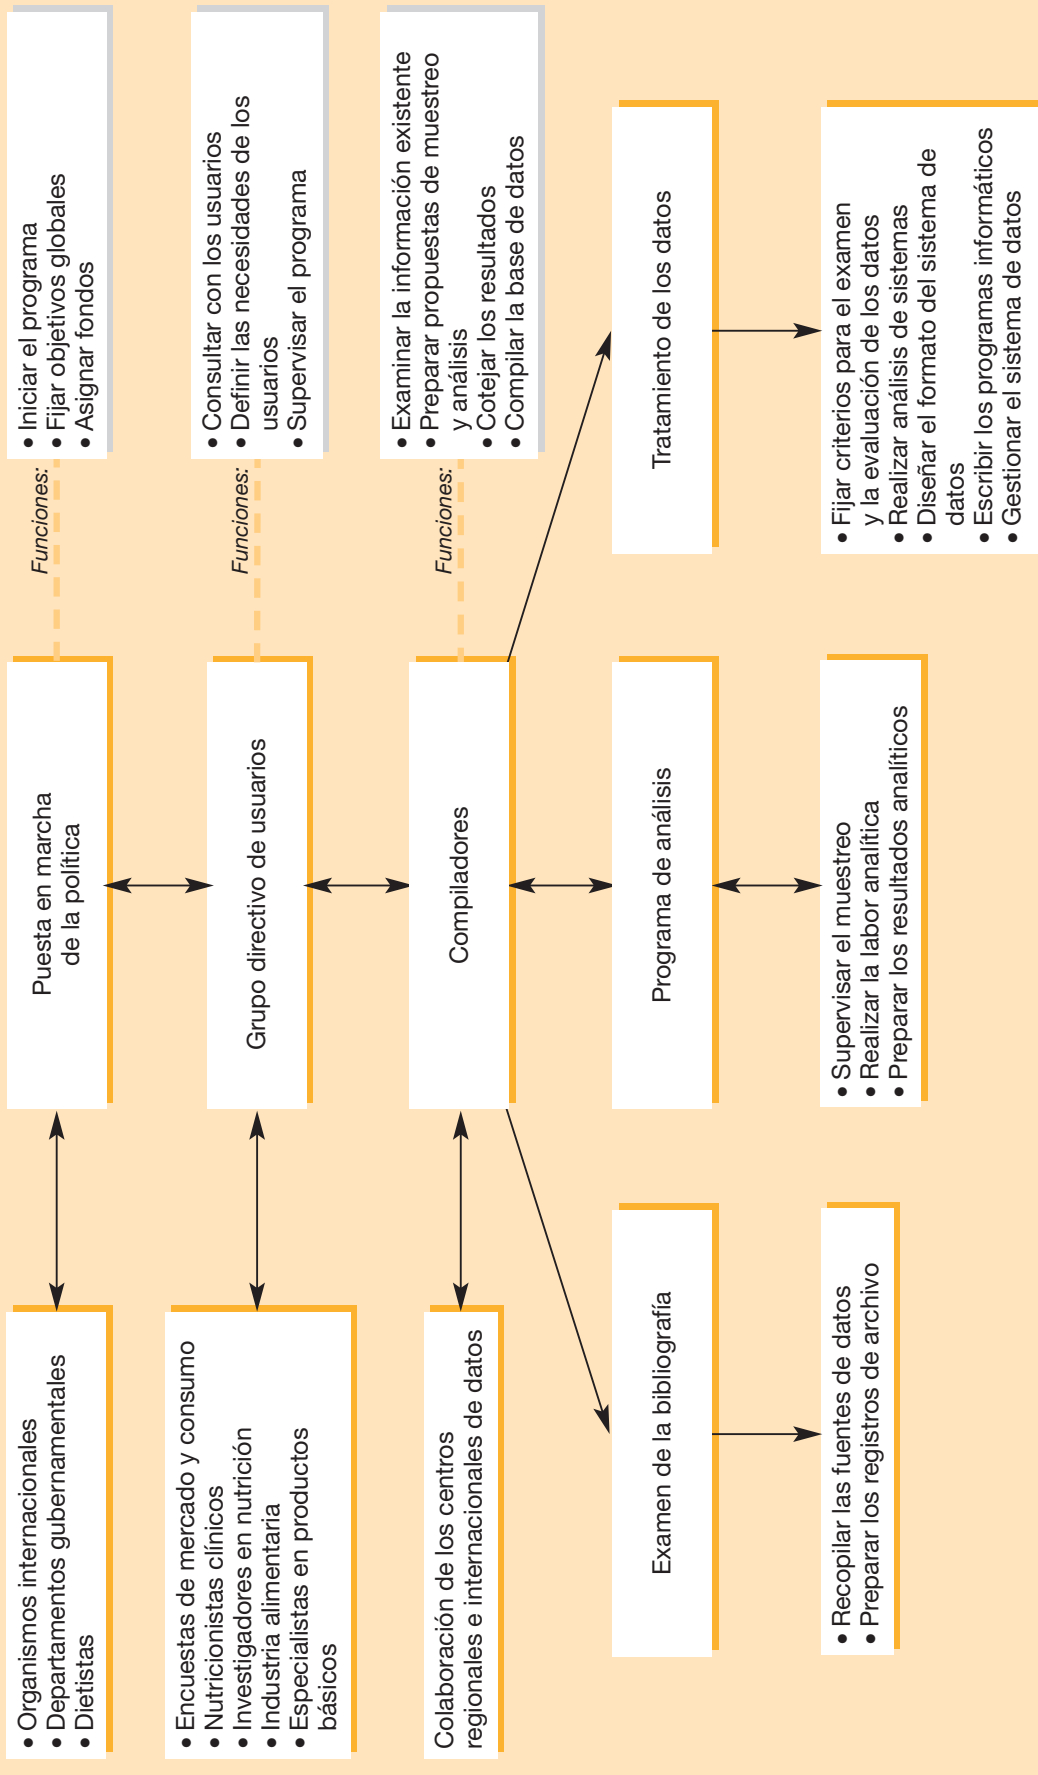 • Organismos internacionales
• Departamentos gubernamentales
• Dietistas
Puesta en marcha
de la política
Funciones:
• Iniciar el programa
• Fijar objetivos globales
• Asignar fondos
• Encuestas de mercado y consumo
• Nutricionistas clínicos
• Investigadores en nutrición
• Industria alimentaria
• Especialistas en productos
básicos
Grupo directivo de usuarios
Funciones:
• Consultar con los usuarios
• Definir las necesidades de los
usuarios
• Supervisar el programa
Colaboración de los centros
regionales e internacionales de datos
Compiladores
Funciones:
• Examinar la información existente
• Preparar propuestas de muestreo
y análisis
• Cotejar los resultados
• Compilar la base de datos
Examen de la bibliografía
Programa de análisis
Tratamiento de los datos
• Recopilar las fuentes de datos
• Preparar los registros de archivo
• Supervisar el muestreo
• Realizar la labor analítica
• Preparar los resultados analíticos
• Fijar criterios para el examen
y la evaluación de los datos
• Realizar análisis de sistemas
• Diseñar el formato del sistema de
datos
• Escribir los programas informáticos
• Gestionar el sistema de datos